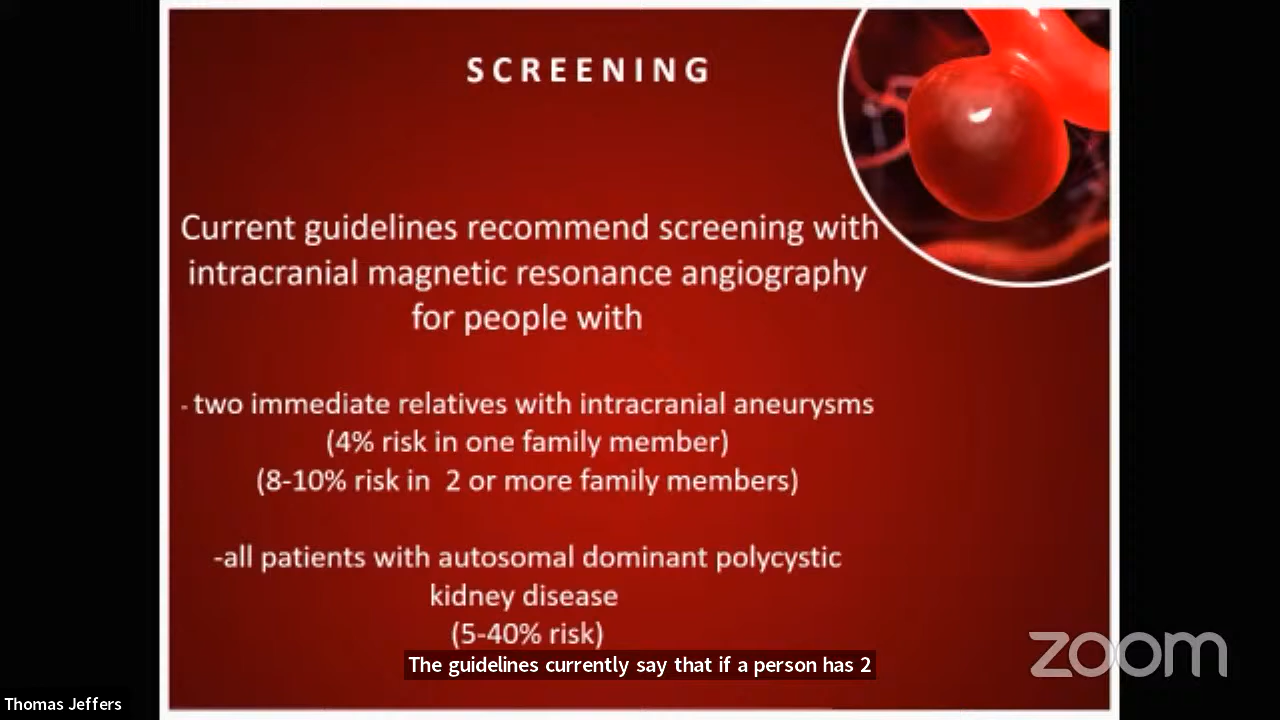 SCREENING
Current guidelines recommend screening with
intracranial magnetic resonance angiography
for people with
- two immediate relatives with intracranial aneurysms
(4% risk in one family member)
(8-10% risk in 2 or more family members)
-all patients with autosomal dominant polycystic
kidney disease
(5-40% risk)
The guidelines currently say that if a person has 2
zoom
Thomas Jeffers